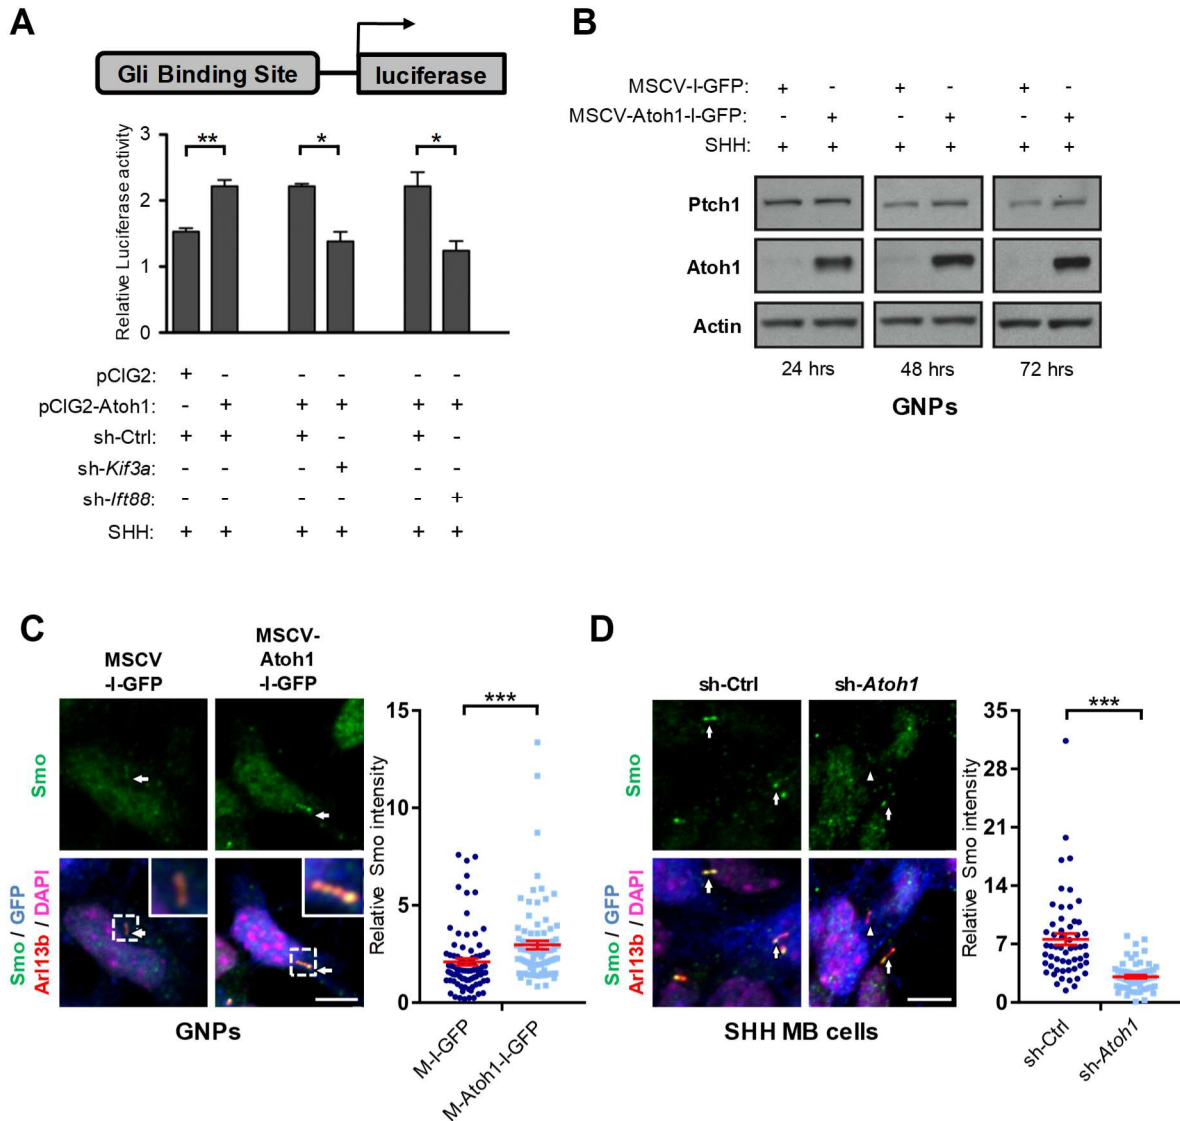 A
Gli Binding Site
luciferase
Relative Luciferase activity
3
2
1
0
**
*
*
pCIG2: + - - - - -
pCIG2-Atoh1: - + + + + +
sh-Ctrl: + + + - + -
sh-Kif3a: - - - + - -
sh-Ift88: - - - - - +
SHH: + + + + + +
B
MSCV-I-GFP: + - + - + -
MSCV-Atoh1-I-GFP: - + - + - +
SHH: + + + + + +
Ptch1
Atoh1
Actin
24 hrs
48 hrs
72 hrs
GNPs
C
MSCV
-I-GFP
MSCV-
Atoh1
-I-GFP
Smo
Smo / GFP
Arl13b / DAPI
GNPs
Relative Smo intensity
15
10
5
0
***
M-I-GFP
M-Atoh1-I-GFP
D
sh-Ctrl
sh-Atoh1
Smo
Smo / GFP
Arl13b / DAPI
SHH MB cells
Relative Smo intensity
35
28
21
14
7
0
***
sh-Ctrl
sh-Atoh1